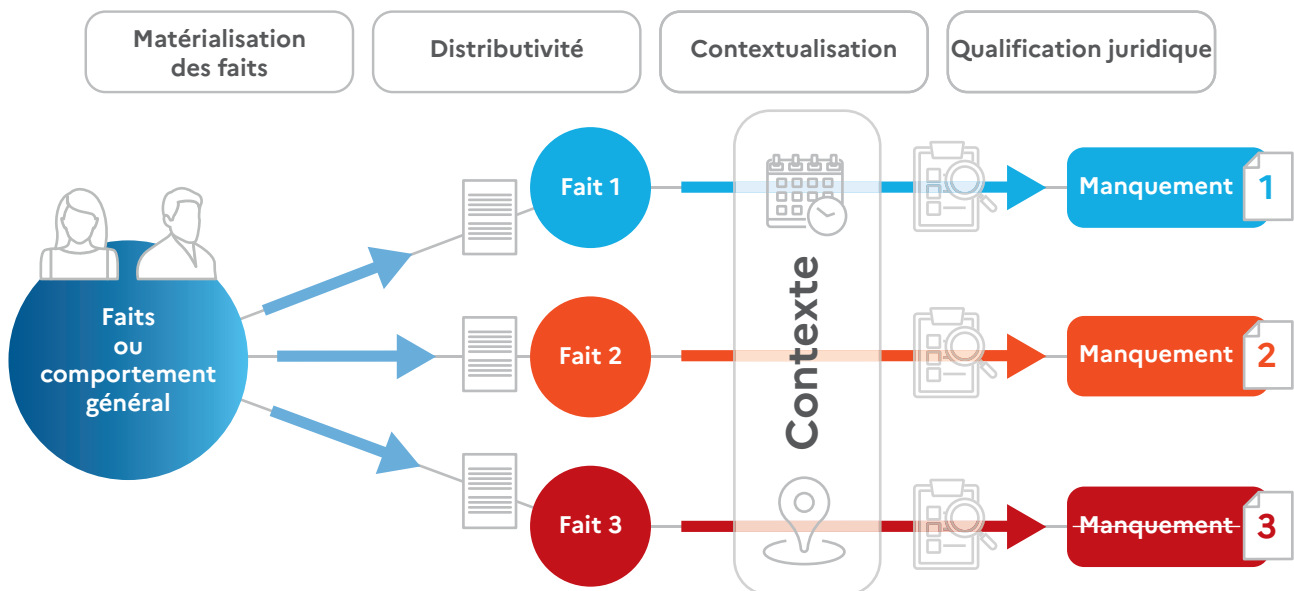 Matérialisation
des faits
Distributivité
Contextualisation
Qualification juridique
Faits
ou
comportement
général
Fait 1
Fait 2
Fait 3
Contexte
Manquement 1
Manquement 2
Manquement 3